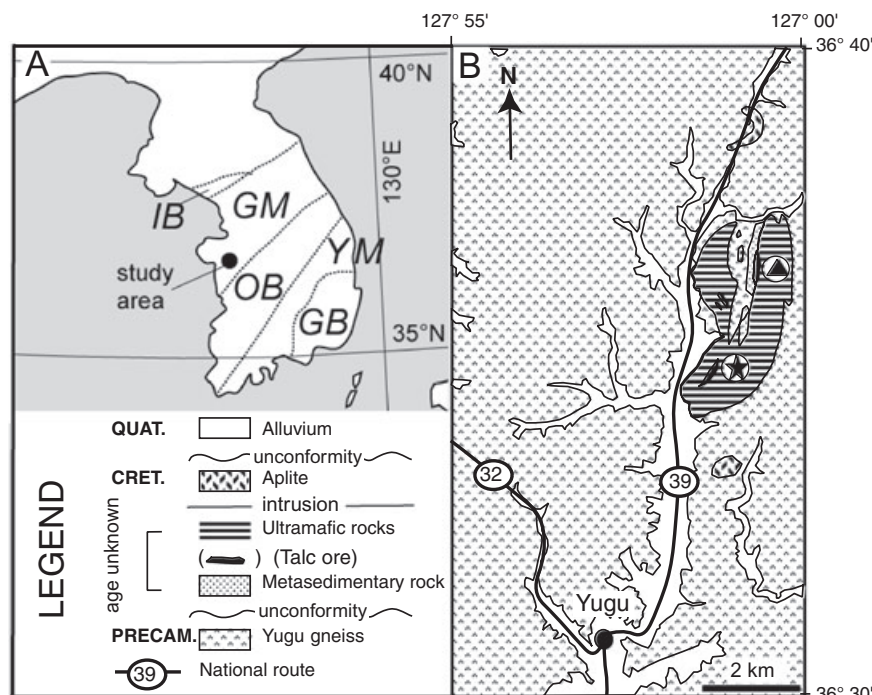 127° 55'
127° 00'
36° 40'
A
40°N
130°E
IB
GM
YM
study
area
OB
GB
35°N
B
N
32
39
Yugu
2 km
36° 30'
LEGEND
QUAT.
Alluvium
unconformity
CRET.
Aplite
intrusion
age unknown
Ultramafic rocks
( ) (Talc ore)
Metasedimentary rock
unconformity
PRECAM.
Yugu gneiss
39
National route